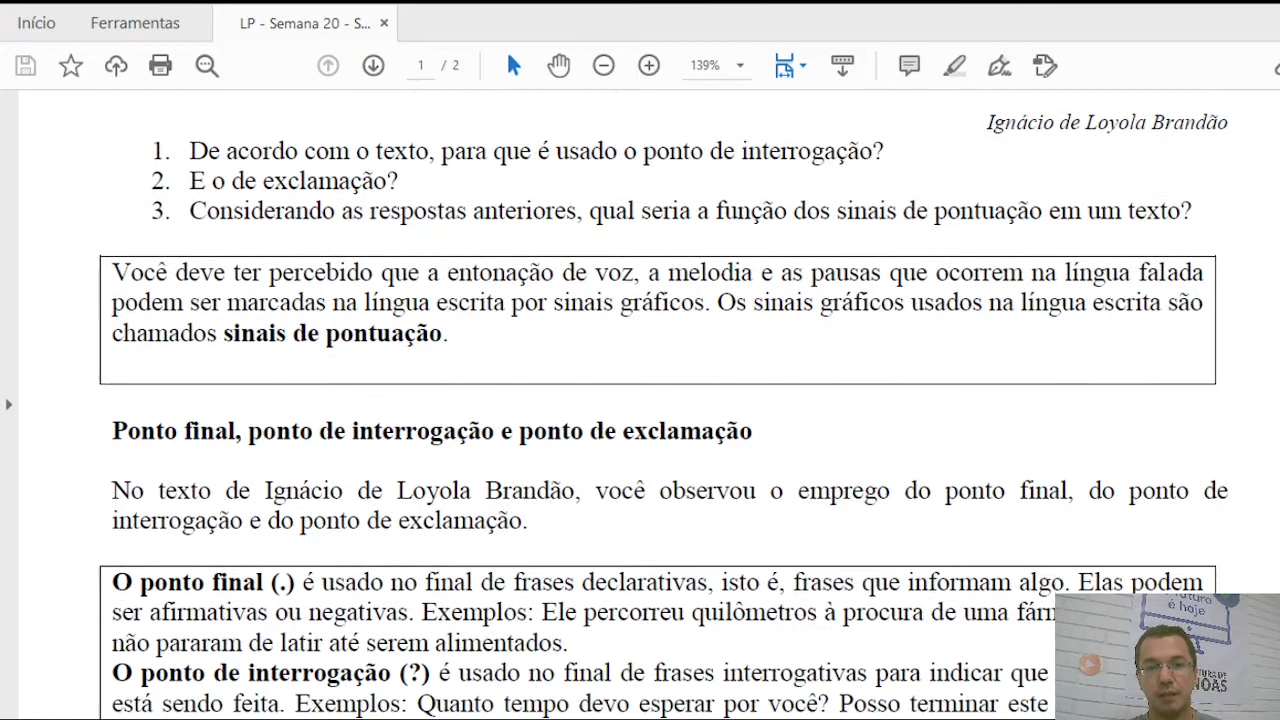 Início Ferramentas LP - Semana 20 - S... ×
1 / 2 139%
Ignácio de Loyola Brandão
1. De acordo com o texto, para que é usado o ponto de interrogação?
2. E o de exclamação?
3. Considerando as respostas anteriores, qual seria a função dos sinais de pontuação em um texto?
Você deve ter percebido que a entonação de voz, a melodia e as pausas que ocorrem na língua falada
podem ser marcadas na língua escrita por sinais gráficos. Os sinais gráficos usados na língua escrita são
chamados sinais de pontuação.
Ponto final, ponto de interrogação e ponto de exclamação
No texto de Ignácio de Loyola Brandão, você observou o emprego do ponto final, do ponto de
interrogação e do ponto de exclamação.
O ponto final (.) é usado no final de frases declarativas, isto é, frases que informam algo. Elas podem
ser afirmativas ou negativas. Exemplos: Ele percorreu quilômetros à procura de uma
não pararam de latir até serem alimentados.
O ponto de interrogação (?) é usado no final de frases interrogativas para indicar que
está sendo feita. Exemplos: Quanto tempo devo esperar por você? Posso terminar este
é hoje